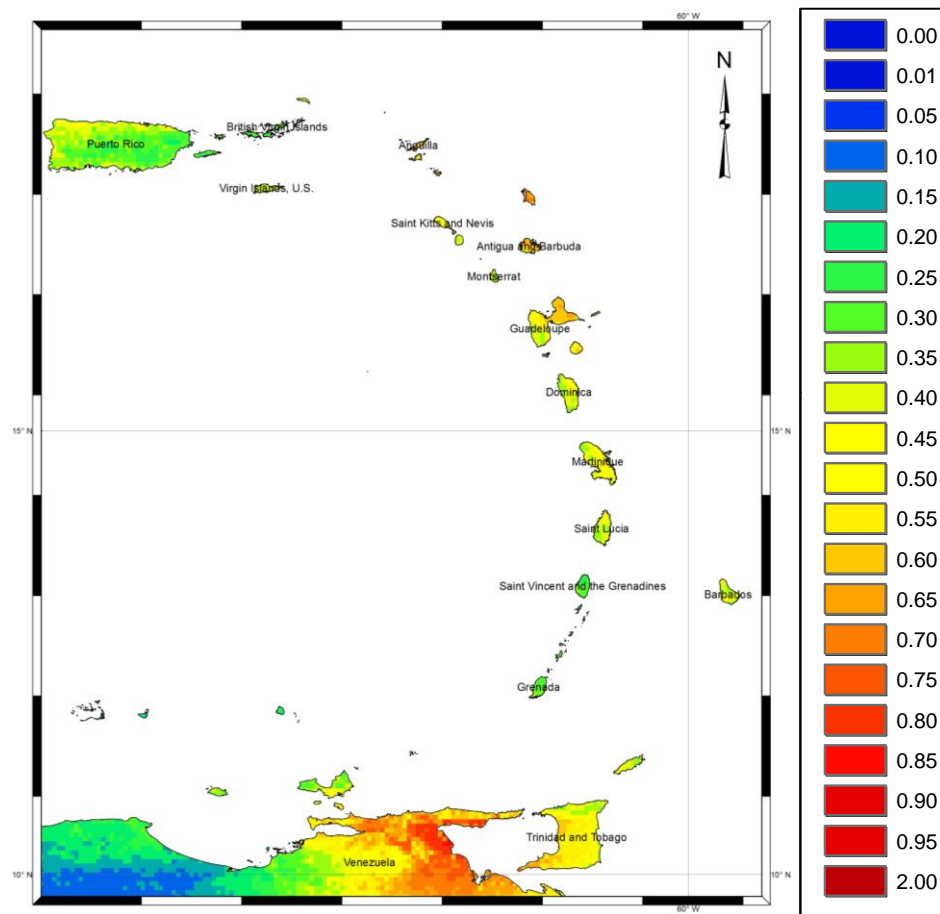 60° W
N
British Virgin Islands
Puerto Rico
Anguilla
Virgin Islands, U.S.
Saint Kitts and Nevis
Antigua and Barbuda
Montserrat
Guadeloupe
Dominica
15° N
15° N
Martinique
Saint Lucia
Saint Vincent and the Grenadines
Barbados
Grenada
Trinidad and Tobago
Venezuela
10° N
10° N
60° W
0.00
0.01
0.05
0.10
0.15
0.20
0.25
0.30
0.35
0.40
0.45
0.50
0.55
0.60
0.65
0.70
0.75
0.80
0.85
0.90
0.95
2.00